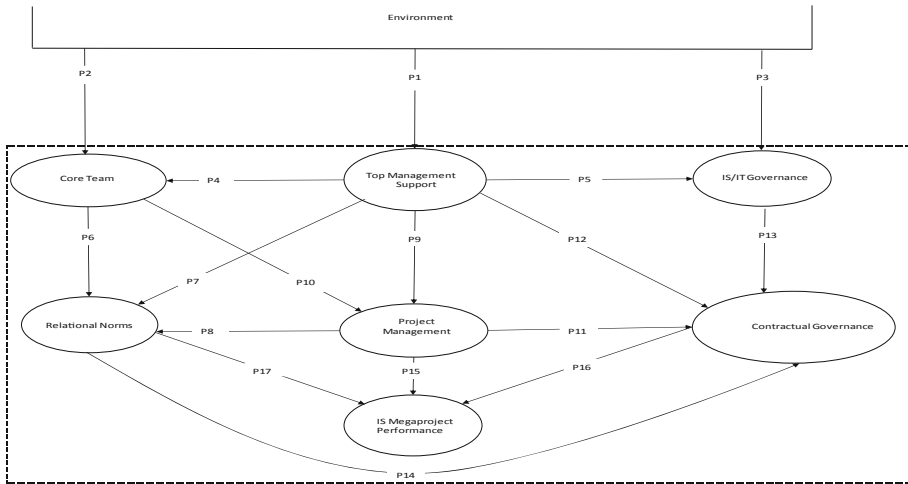 Environment
P2
P1
P3
Core Team
P4
Top Management
Support
P5
IS/IT Governance
P6
P9
P12
P13
P7
P10
Relational Norms
P8
Project
Management
P11
Contractual Governance
P17
P15
P16
IS Megaproject
Performance
P14